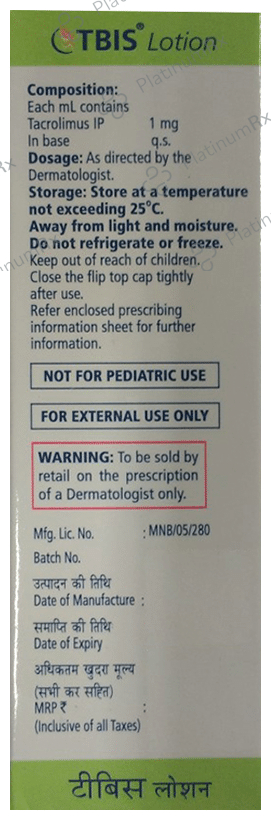 TBIS® Lotion
Composition:
Each mL contains
Tacrolimus IP 1 mg
In base q.s.
Dosage: As directed by the
Dermatologist.
Storage: Store at a temperature
not exceeding 25°C.
Away from light and moisture.
Do not refrigerate or freeze.
Keep out of reach of children.
Close the flip top cap tightly
after use.
Refer enclosed prescribing
information sheet for further
information.
NOT FOR PEDIATRIC USE
FOR EXTERNAL USE ONLY
WARNING: To be sold by
retail on the prescription
of a Dermatologist only.
Mfg. Lic. No. : MNB/05/280
Batch No.
उत्पादन की तिथि
Date of Manufacture :
समाप्ति की तिथि
Date of Expiry
अधिकतम खुदरा मूल्य
(सभी कर सहित)
MRP ₹ :
(Inclusive of all Taxes)
टीबिस लोशन
PlatinumRx